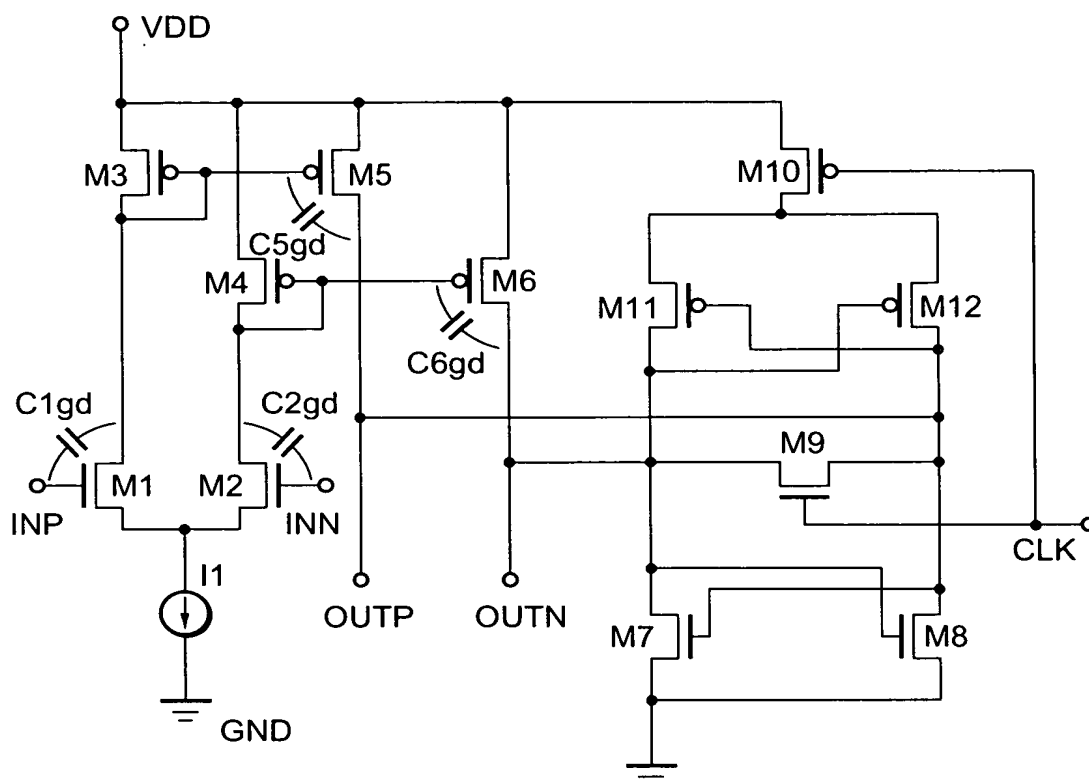 VDD
M3
M5
M10
C5gd
M4
M6
M11
M12
C6gd
C1gd
C2gd
M9
M1
M2
INP
INN
CLK
I1
OUTP
OUTN
M7
M8
GND